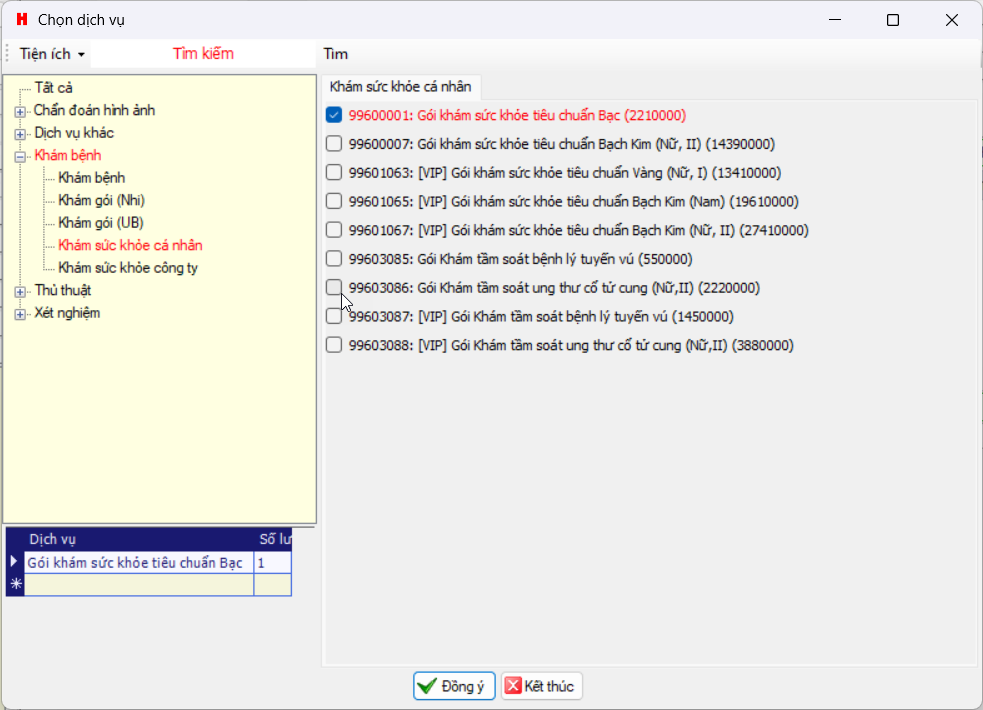 H Chọn dịch vụ
Tiện ích Tìm kiếm Tìm
Tất cả
Chẩn đoán hình ảnh
Dịch vụ khác
Khám bệnh
Khám bệnh
Khám gói (Nhi)
Khám gói (UB)
Khám sức khỏe cá nhân
Khám sức khỏe công ty
Thủ thuật
Xét nghiệm
Khám sức khỏe cá nhân
99600001: Gói khám sức khỏe tiêu chuẩn Bạc (2210000)
99600007: Gói khám sức khỏe tiêu chuẩn Bạch Kim (Nữ, II) (14390000)
99601063: [VIP] Gói khám sức khỏe tiêu chuẩn Vàng (Nữ, I) (13410000)
99601065: [VIP] Gói khám sức khỏe tiêu chuẩn Bạch Kim (Nam) (19610000)
99601067: [VIP] Gói khám sức khỏe tiêu chuẩn Bạch Kim (Nữ, II) (27410000)
99603085: Gói Khám tầm soát bệnh lý tuyến vú (550000)
99603086: Gói Khám tầm soát ung thư cổ tử cung (Nữ,II) (2220000)
99603087: [VIP] Gói Khám tầm soát bệnh lý tuyến vú (1450000)
99603088: [VIP] Gói Khám tầm soát ung thư cổ tử cung (Nữ,II) (3880000)
Dịch vụ Số lư
Gói khám sức khỏe tiêu chuẩn Bạc 1
Đồng ý Kết thúc